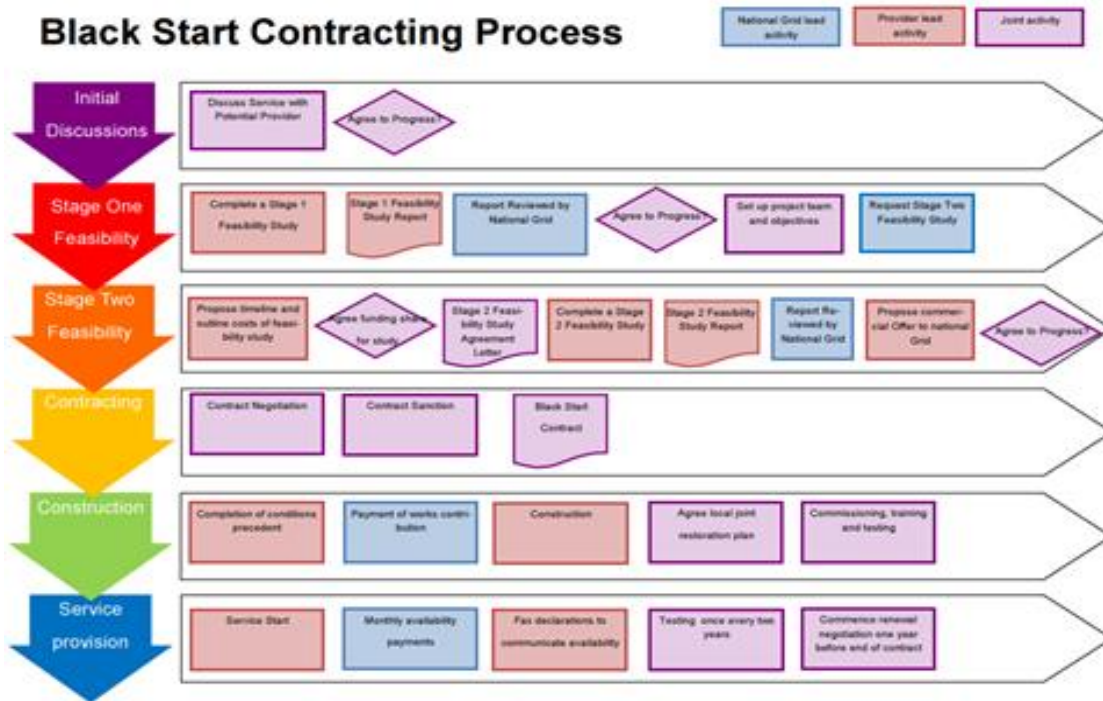 Black Start Contracting Process
National Grid lead
activity
Provider lead
activity
Joint activity
Initial
Discussions
Discuss Service with
Potential Provider
Agree to Progress?
Stage One
Feasibility
Complete a Stage 1
Feasibility Study
Stage 1 Feasibility
Study Report
Report Reviewed by
National Grid
Agree to Progress?
Set up project team
and objectives
Request Stage Two
Feasibility Study
Stage Two
Feasibility
Propose timeline and
outline costs of feasi-
bility study
Agree funding share
for study
Stage 2 Feasi-
bility Study
Agreement
Letter
Complete a Stage
2 Feasibility Study
Stage 2 Feasibility
Study Report
Report Re-
viewed by
National Grid
Propose commer-
cial Offer to national
Grid
Agree to Progress?
Contracting
Contract Negotiation
Contract Sanction
Black Start
Contract
Construction
Completion of conditions
precedent
Payment of works contri-
bution
Construction
Agree local joint
restoration plan
Commissioning, training
and testing
Service
provision
Service Start
Monthly availability
payments
Fax declarations to
communicate availability
Testing once every two
years
Commence renewal
negotiation one year
before end of contract